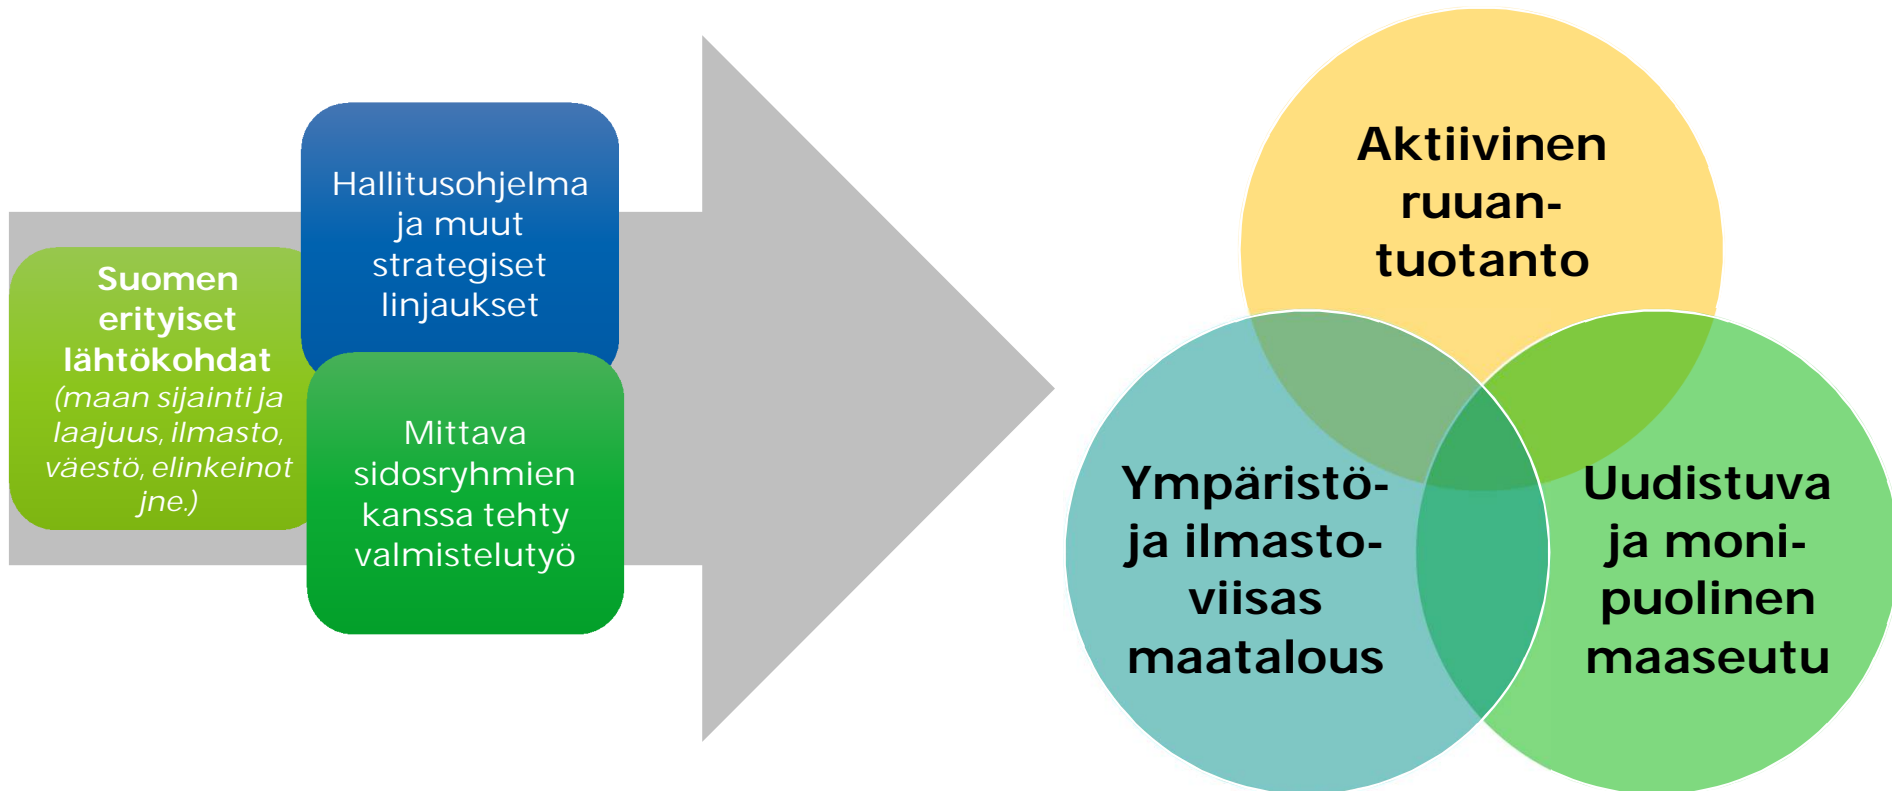 Suomen
erityiset
lähtökohdat
(maan sijainti ja
laajuus, ilmasto,
väestö, elinkeinot
jne.)
Hallitusohjelma
ja muut
strategiset
linjaukset
Mittava
sidosryhmien
kanssa tehty
valmistelutyö
Aktiivinen
ruuan-
tuotanto
Ympäristö-
ja ilmasto-
viisas
maatalous
Uudistuva
ja moni-
puolinen
maaseutu